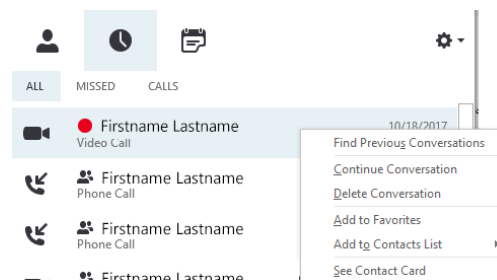 ALL MISSED CALLS
Firstname Lastname 10/18/2017
Video Call
Find Previous Conversations
Firstname Lastname
Phone Call
Continue Conversation
Delete Conversation
Firstname Lastname
Phone Call
Add to Favorites
Add to Contacts List
Firstname Lastname
See Contact Card